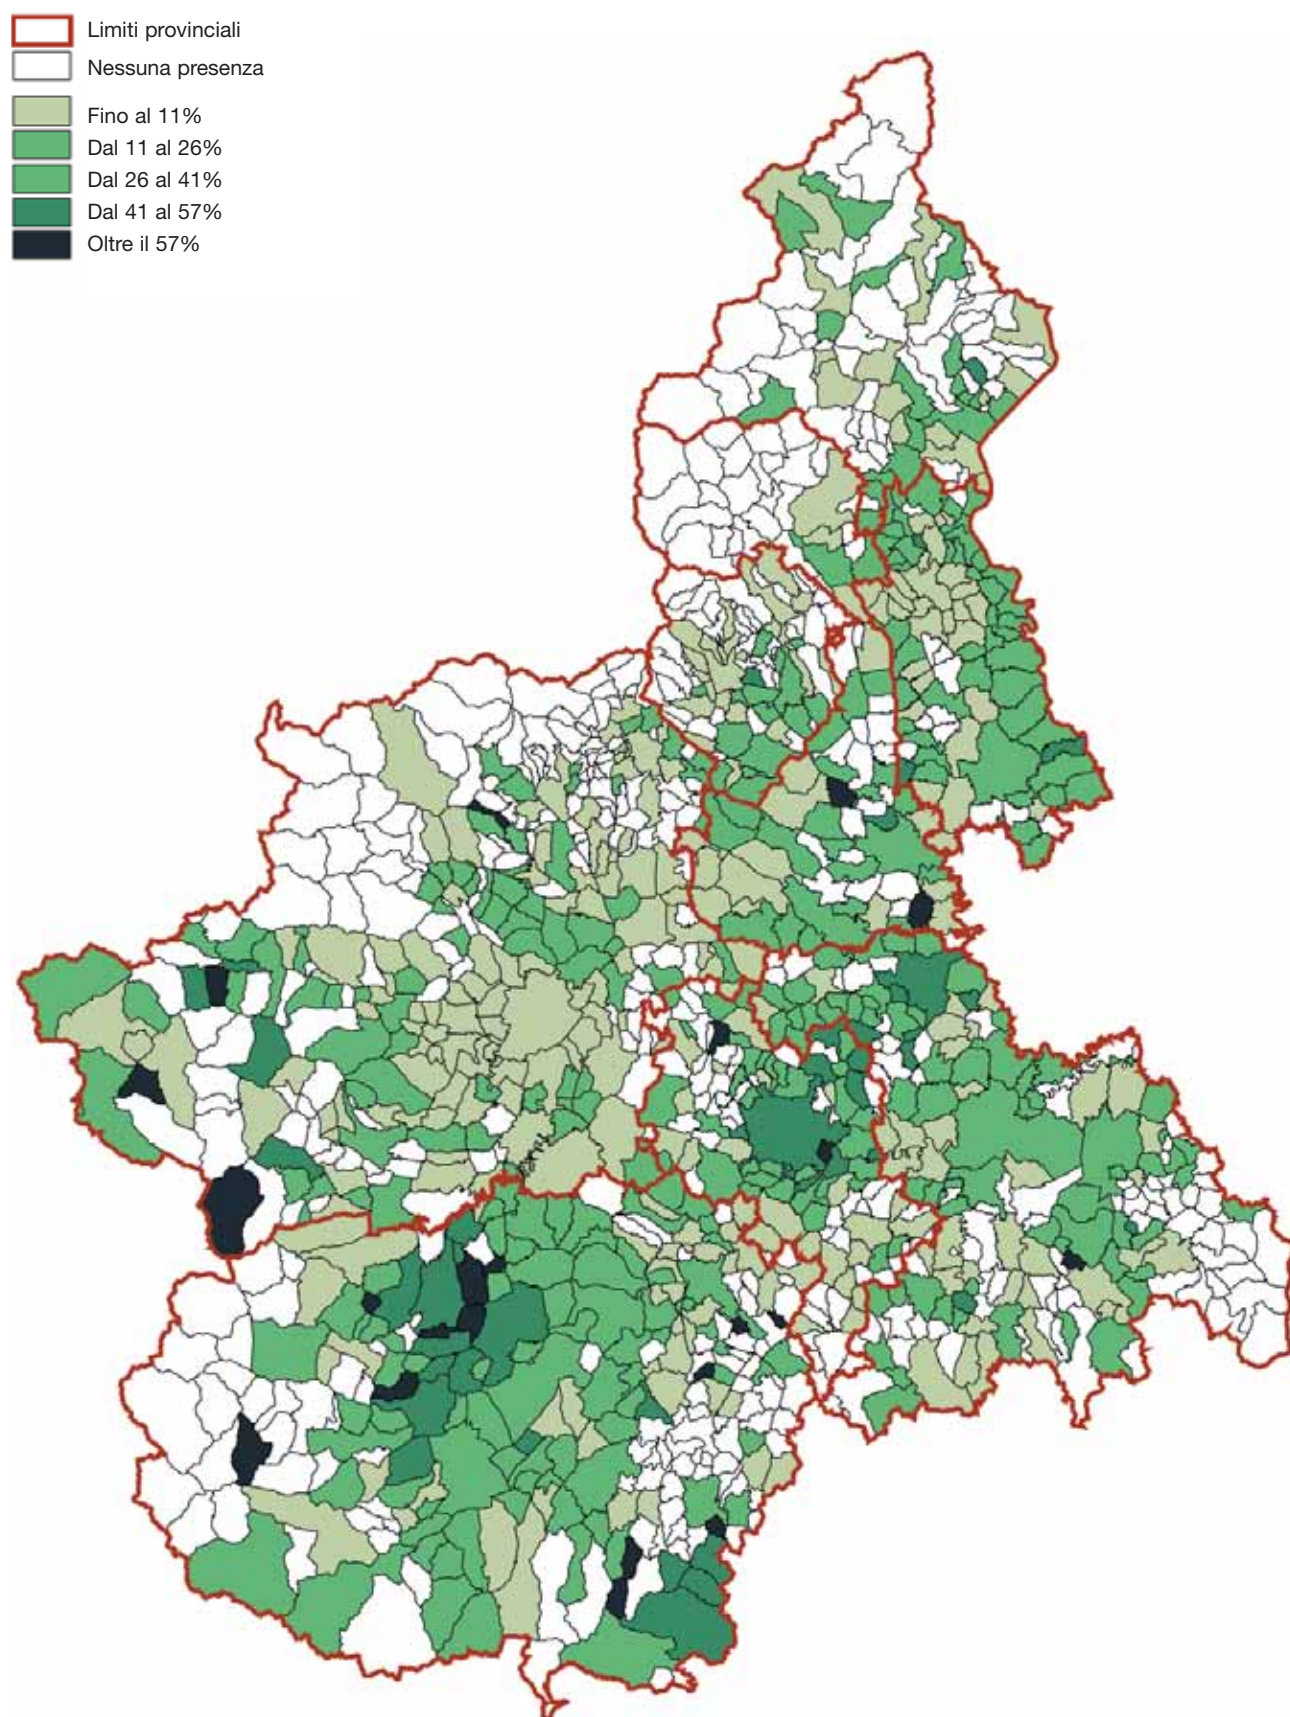 Limiti provinciali
Nessuna presenza
Fino al 11%
Dal 11 al 26%
Dal 26 al 41%
Dal 41 al 57%
Oltre il 57%